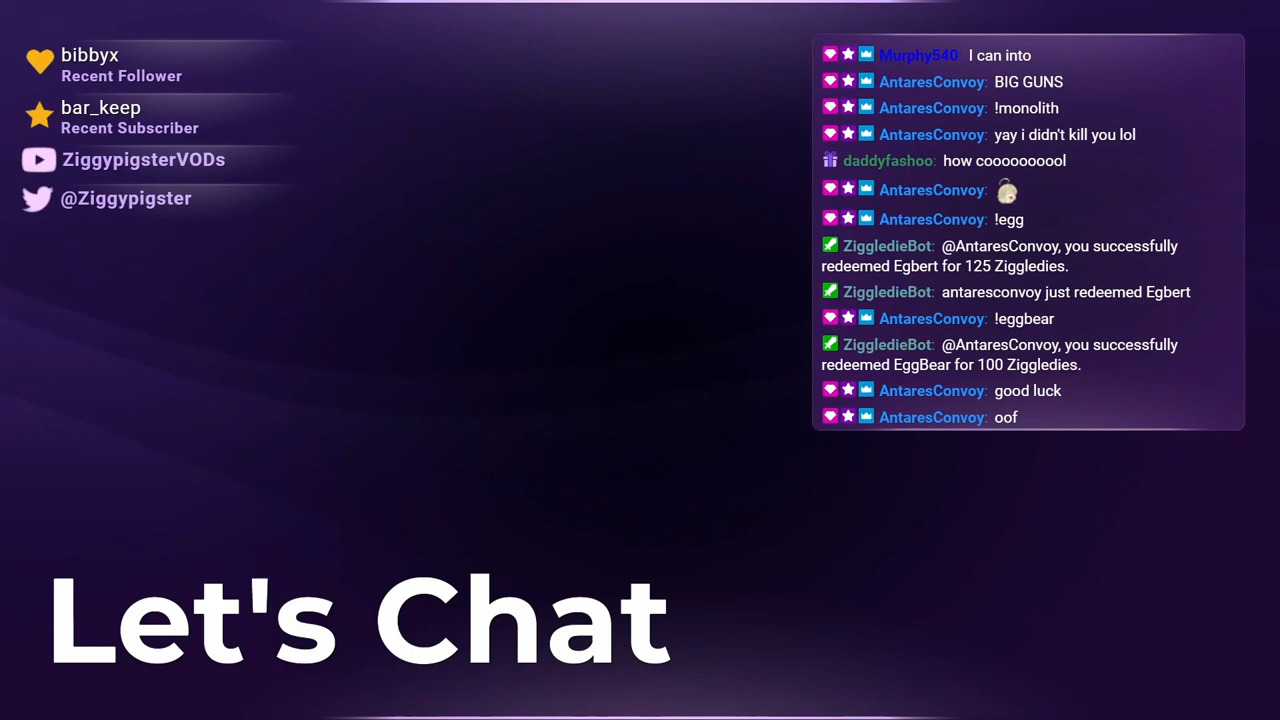 bibbyx
Recent Follower
bar_keep
Recent Subscriber
ZiggypigsterVODs
@Ziggypigster
Murphy540: I can into
AntaresConvoy: BIG GUNS
AntaresConvoy: !monolith
AntaresConvoy: yay i didn't kill you lol
daddyfashoo: how cooooooool
AntaresConvoy:
AntaresConvoy: !egg
ZiggledieBot: @AntaresConvoy, you successfully
redeemed Egbert for 125 Ziggledies.
ZiggledieBot: antaresconvoy just redeemed Egbert
AntaresConvoy: !eggbear
ZiggledieBot: @AntaresConvoy, you successfully
redeemed EggBear for 100 Ziggledies.
AntaresConvoy: good luck
AntaresConvoy: oof
Let's Chat